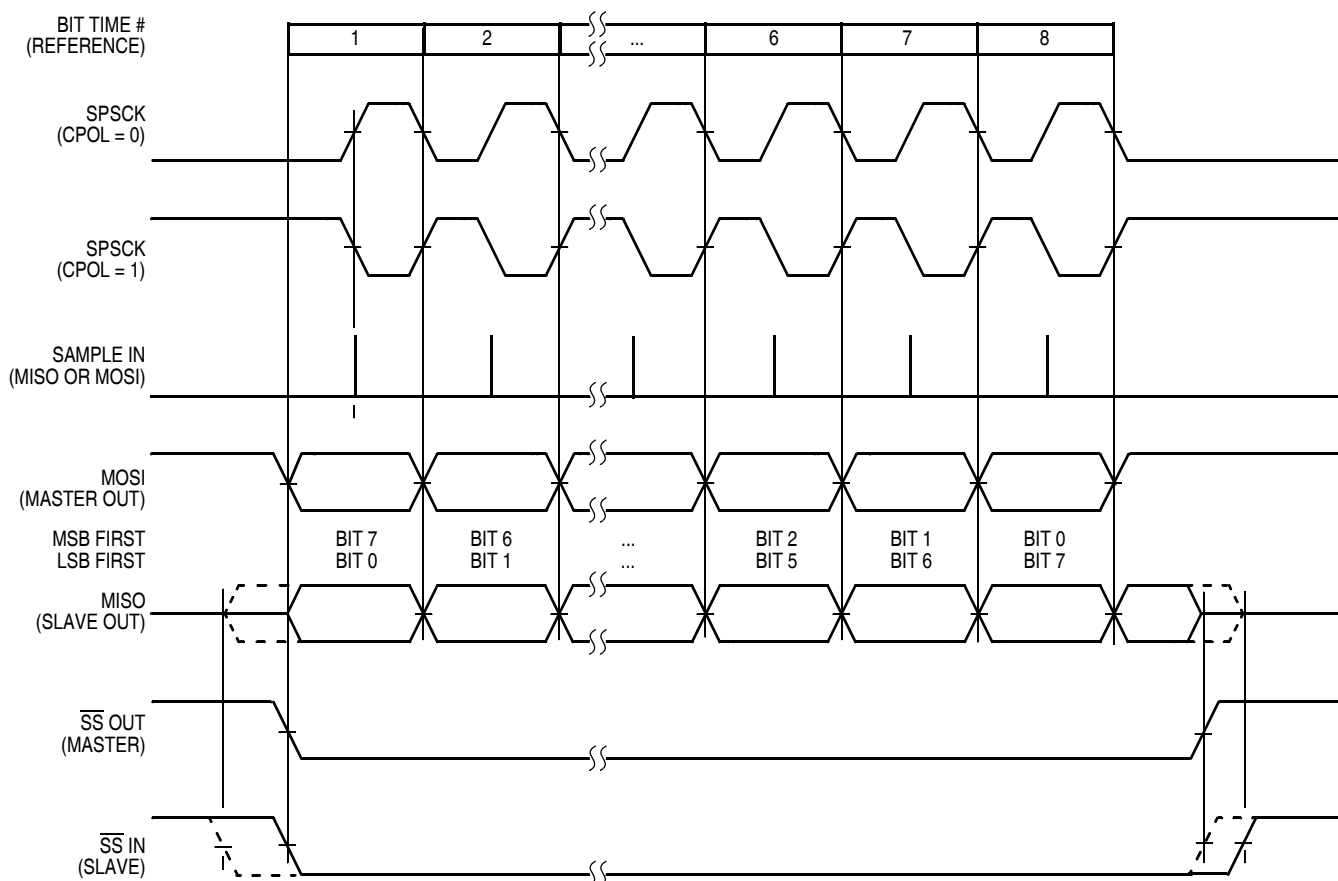 BIT TIME #
(REFERENCE)
1 2 ... 6 7 8
SPSCK
(CPOL = 0)
SPSCK
(CPOL = 1)
SAMPLE IN
(MISO OR MOSI)
MOSI
(MASTER OUT)
MSB FIRST BIT 7 BIT 6 ... BIT 2 BIT 1 BIT 0
LSB FIRST BIT 0 BIT 1 ... BIT 5 BIT 6 BIT 7
MISO
(SLAVE OUT)
S̅S̅ OUT
(MASTER)
S̅S̅ IN
(SLAVE)